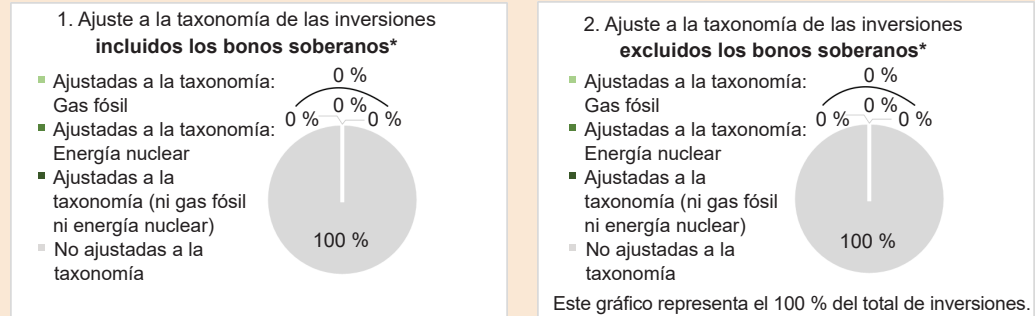 1. Ajuste a la taxonomía de las inversiones
incluidos los bonos soberanos*
Ajustadas a la taxonomía:
Gas fósil
Ajustadas a la taxonomía:
Energía nuclear
Ajustadas a la
taxonomía (ni gas fósil
ni energía nuclear)
No ajustadas a la
taxonomía
0 %
0 %
0 %
0 %
100 %
2. Ajuste a la taxonomía de las inversiones
excluidos los bonos soberanos*
Ajustadas a la taxonomía:
Gas fósil
Ajustadas a la taxonomía:
Energía nuclear
Ajustadas a la
taxonomía (ni gas fósil
ni energía nuclear)
No ajustadas a la
taxonomía
0 %
0 %
0 %
0 %
100 %
Este gráfico representa el 100 % del total de inversiones.